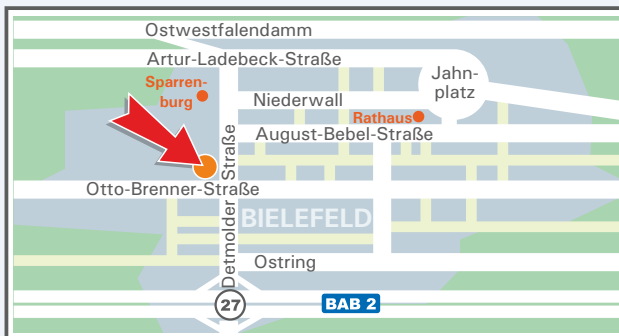 Ostwestfalendamm
Artur-Ladebeck-Straße
Jahn-
platz
Sparren-
burg
Niederwall
Rathaus
August-Bebel-Straße
Detmolder Straße
Otto-Brenner-Straße
BIELEFELD
Ostring
27
BAB 2